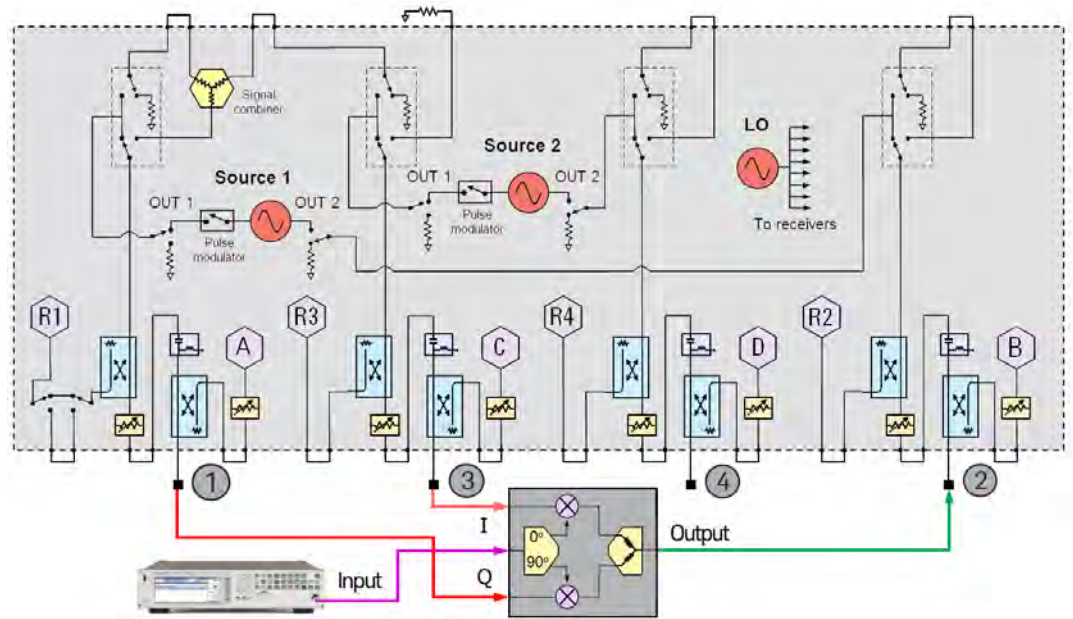 Signal
combiner
Source 1
OUT 1
OUT 2
Pulse
modulator
Source 2
OUT 1
OUT 2
Pulse
modulator
LO
To receivers
R1
A
R3
C
R4
D
R2
B
1
3
4
2
I
0°
90°
Q
Input
Output